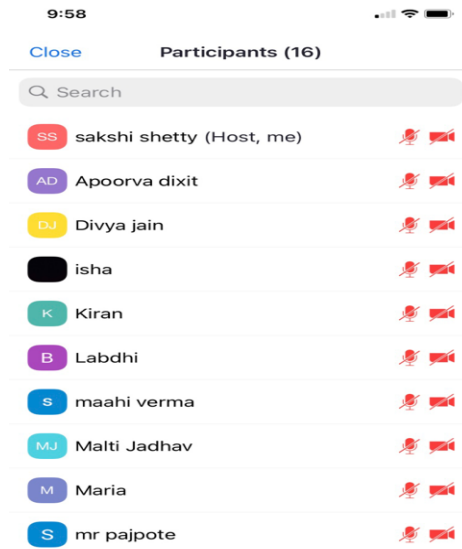 9:58
Close Participants (16)
Search
SS sakshi shetty (Host, me)
AD Apoorva dixit
DJ Divya jain
isha
K Kiran
B Labdhi
s maahi verma
MJ Malti Jadhav
M Maria
S mr pajpote